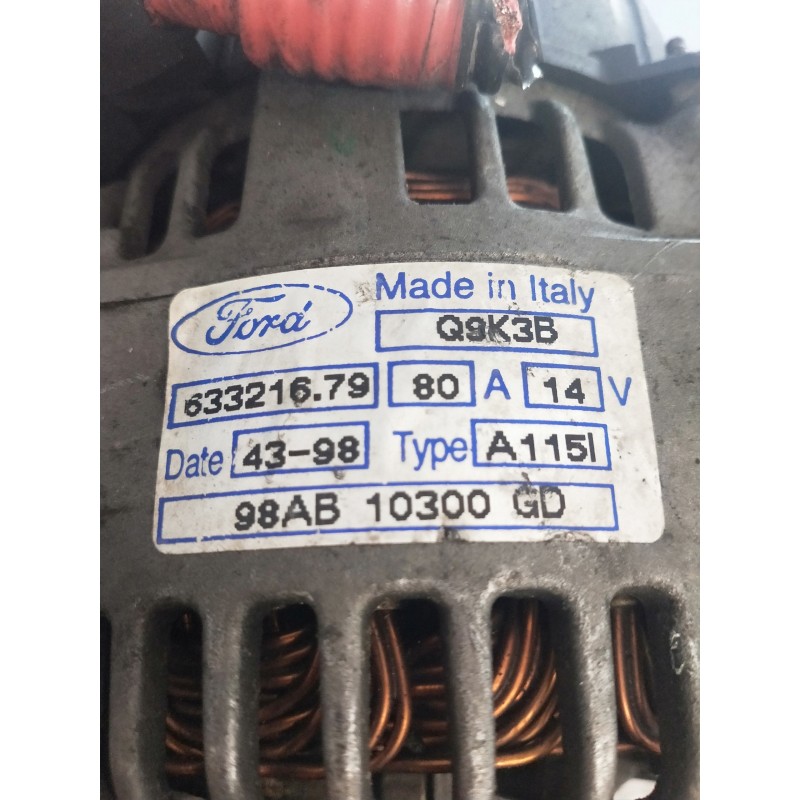 Ford Made in Italy
Q9K3B
633216.79 80 A 14 V
Date 43-98 Type A115I
98AB 10300 GD